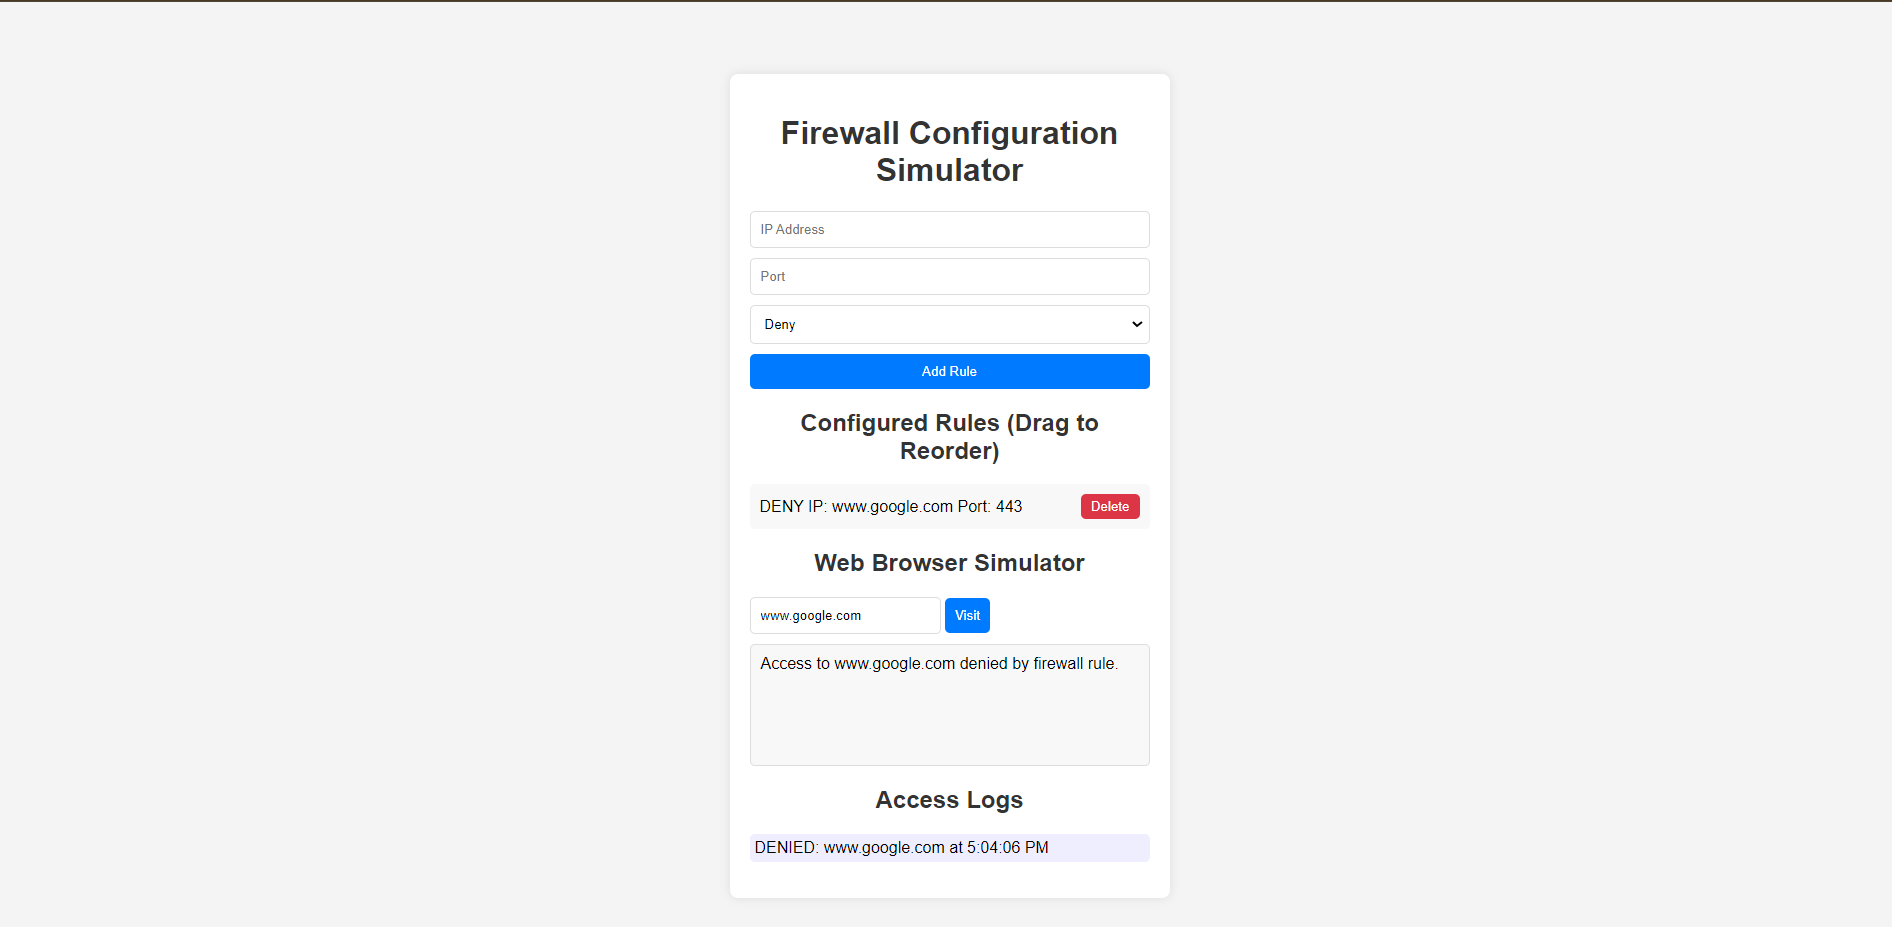 Firewall Configuration
Simulator
IP Address
Port
Deny
Add Rule
Configured Rules (Drag to
Reorder)
DENY IP: www.google.com Port: 443
Delete
Web Browser Simulator
www.google.com
Visit
Access to www.google.com denied by firewall rule.
Access Logs
DENIED: www.google.com at 5:04:06 PM